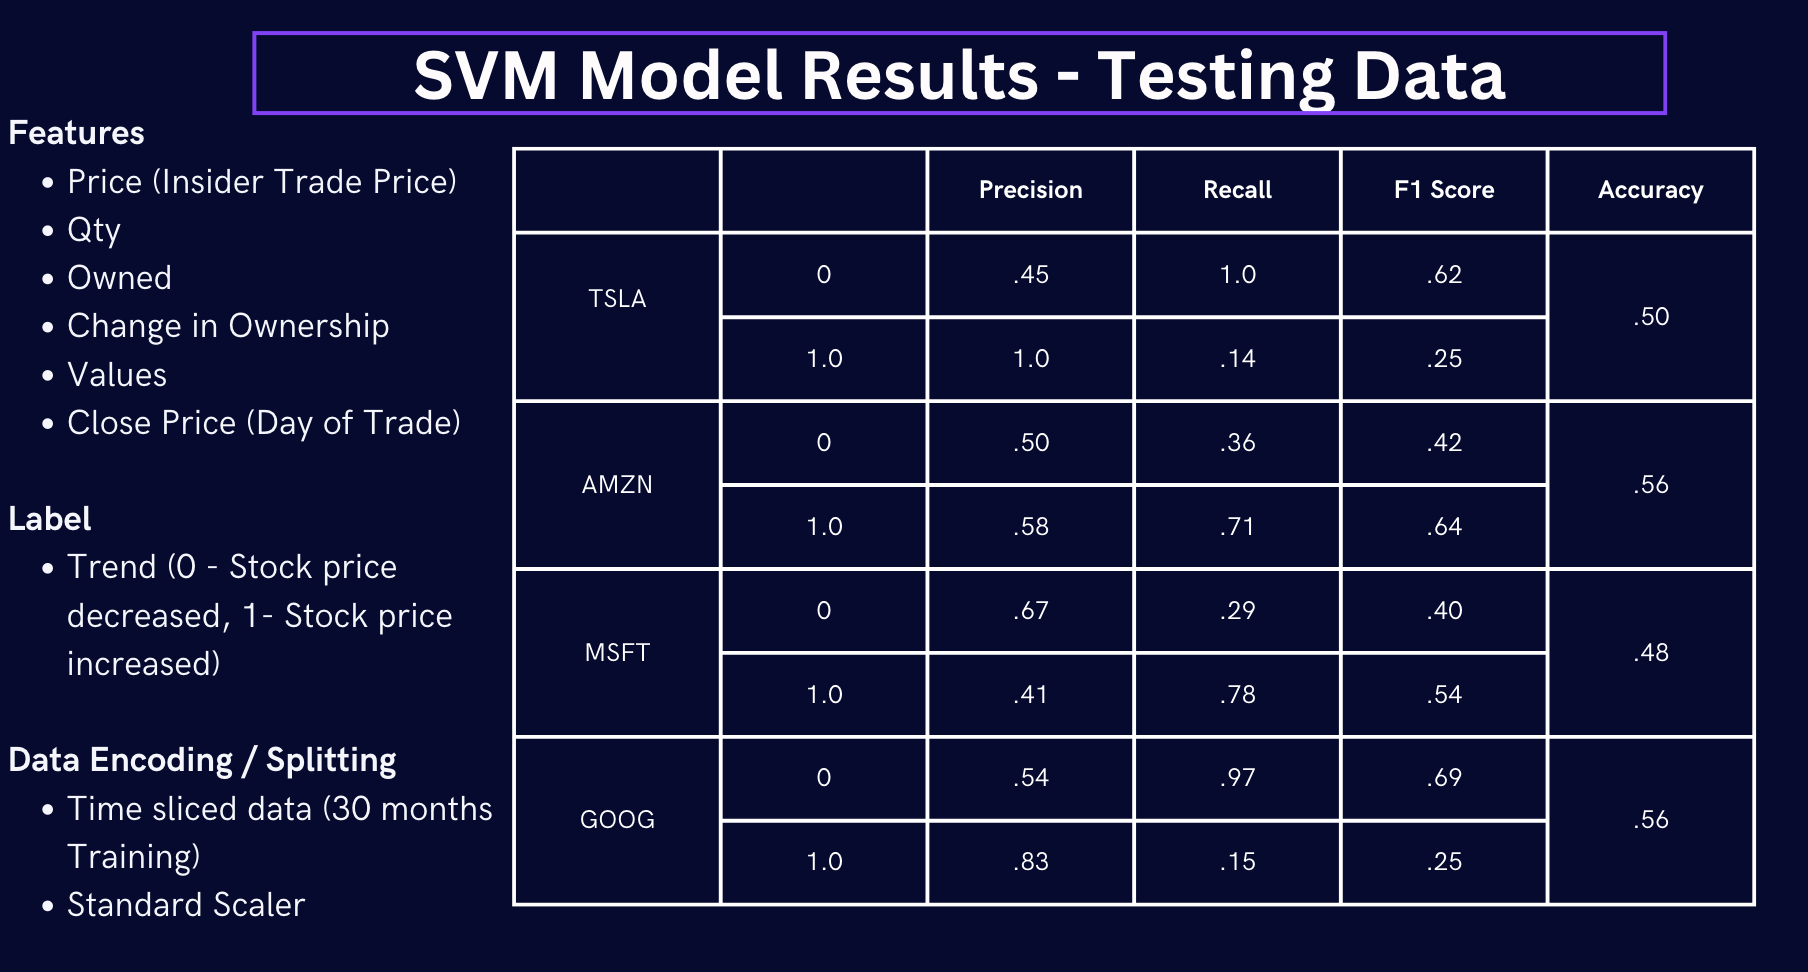 SVM Model Results - Testing Data
Features
• Price (Insider Trade Price)
• Qty
• Owned
• Change in Ownership
• Values
• Close Price (Day of Trade)
Label
• Trend (0 - Stock price
decreased, 1- Stock price
increased)
Data Encoding / Splitting
• Time sliced data (30 months
Training)
• Standard Scaler
Precision Recall F1 Score Accuracy
TSLA 0 .45 1.0 .62 .50
1.0 1.0 .14 .25
AMZN 0 .50 .36 .42 .56
1.0 .58 .71 .64
MSFT 0 .67 .29 .40 .48
1.0 .41 .78 .54
GOOG 0 .54 .97 .69 .56
1.0 .83 .15 .25